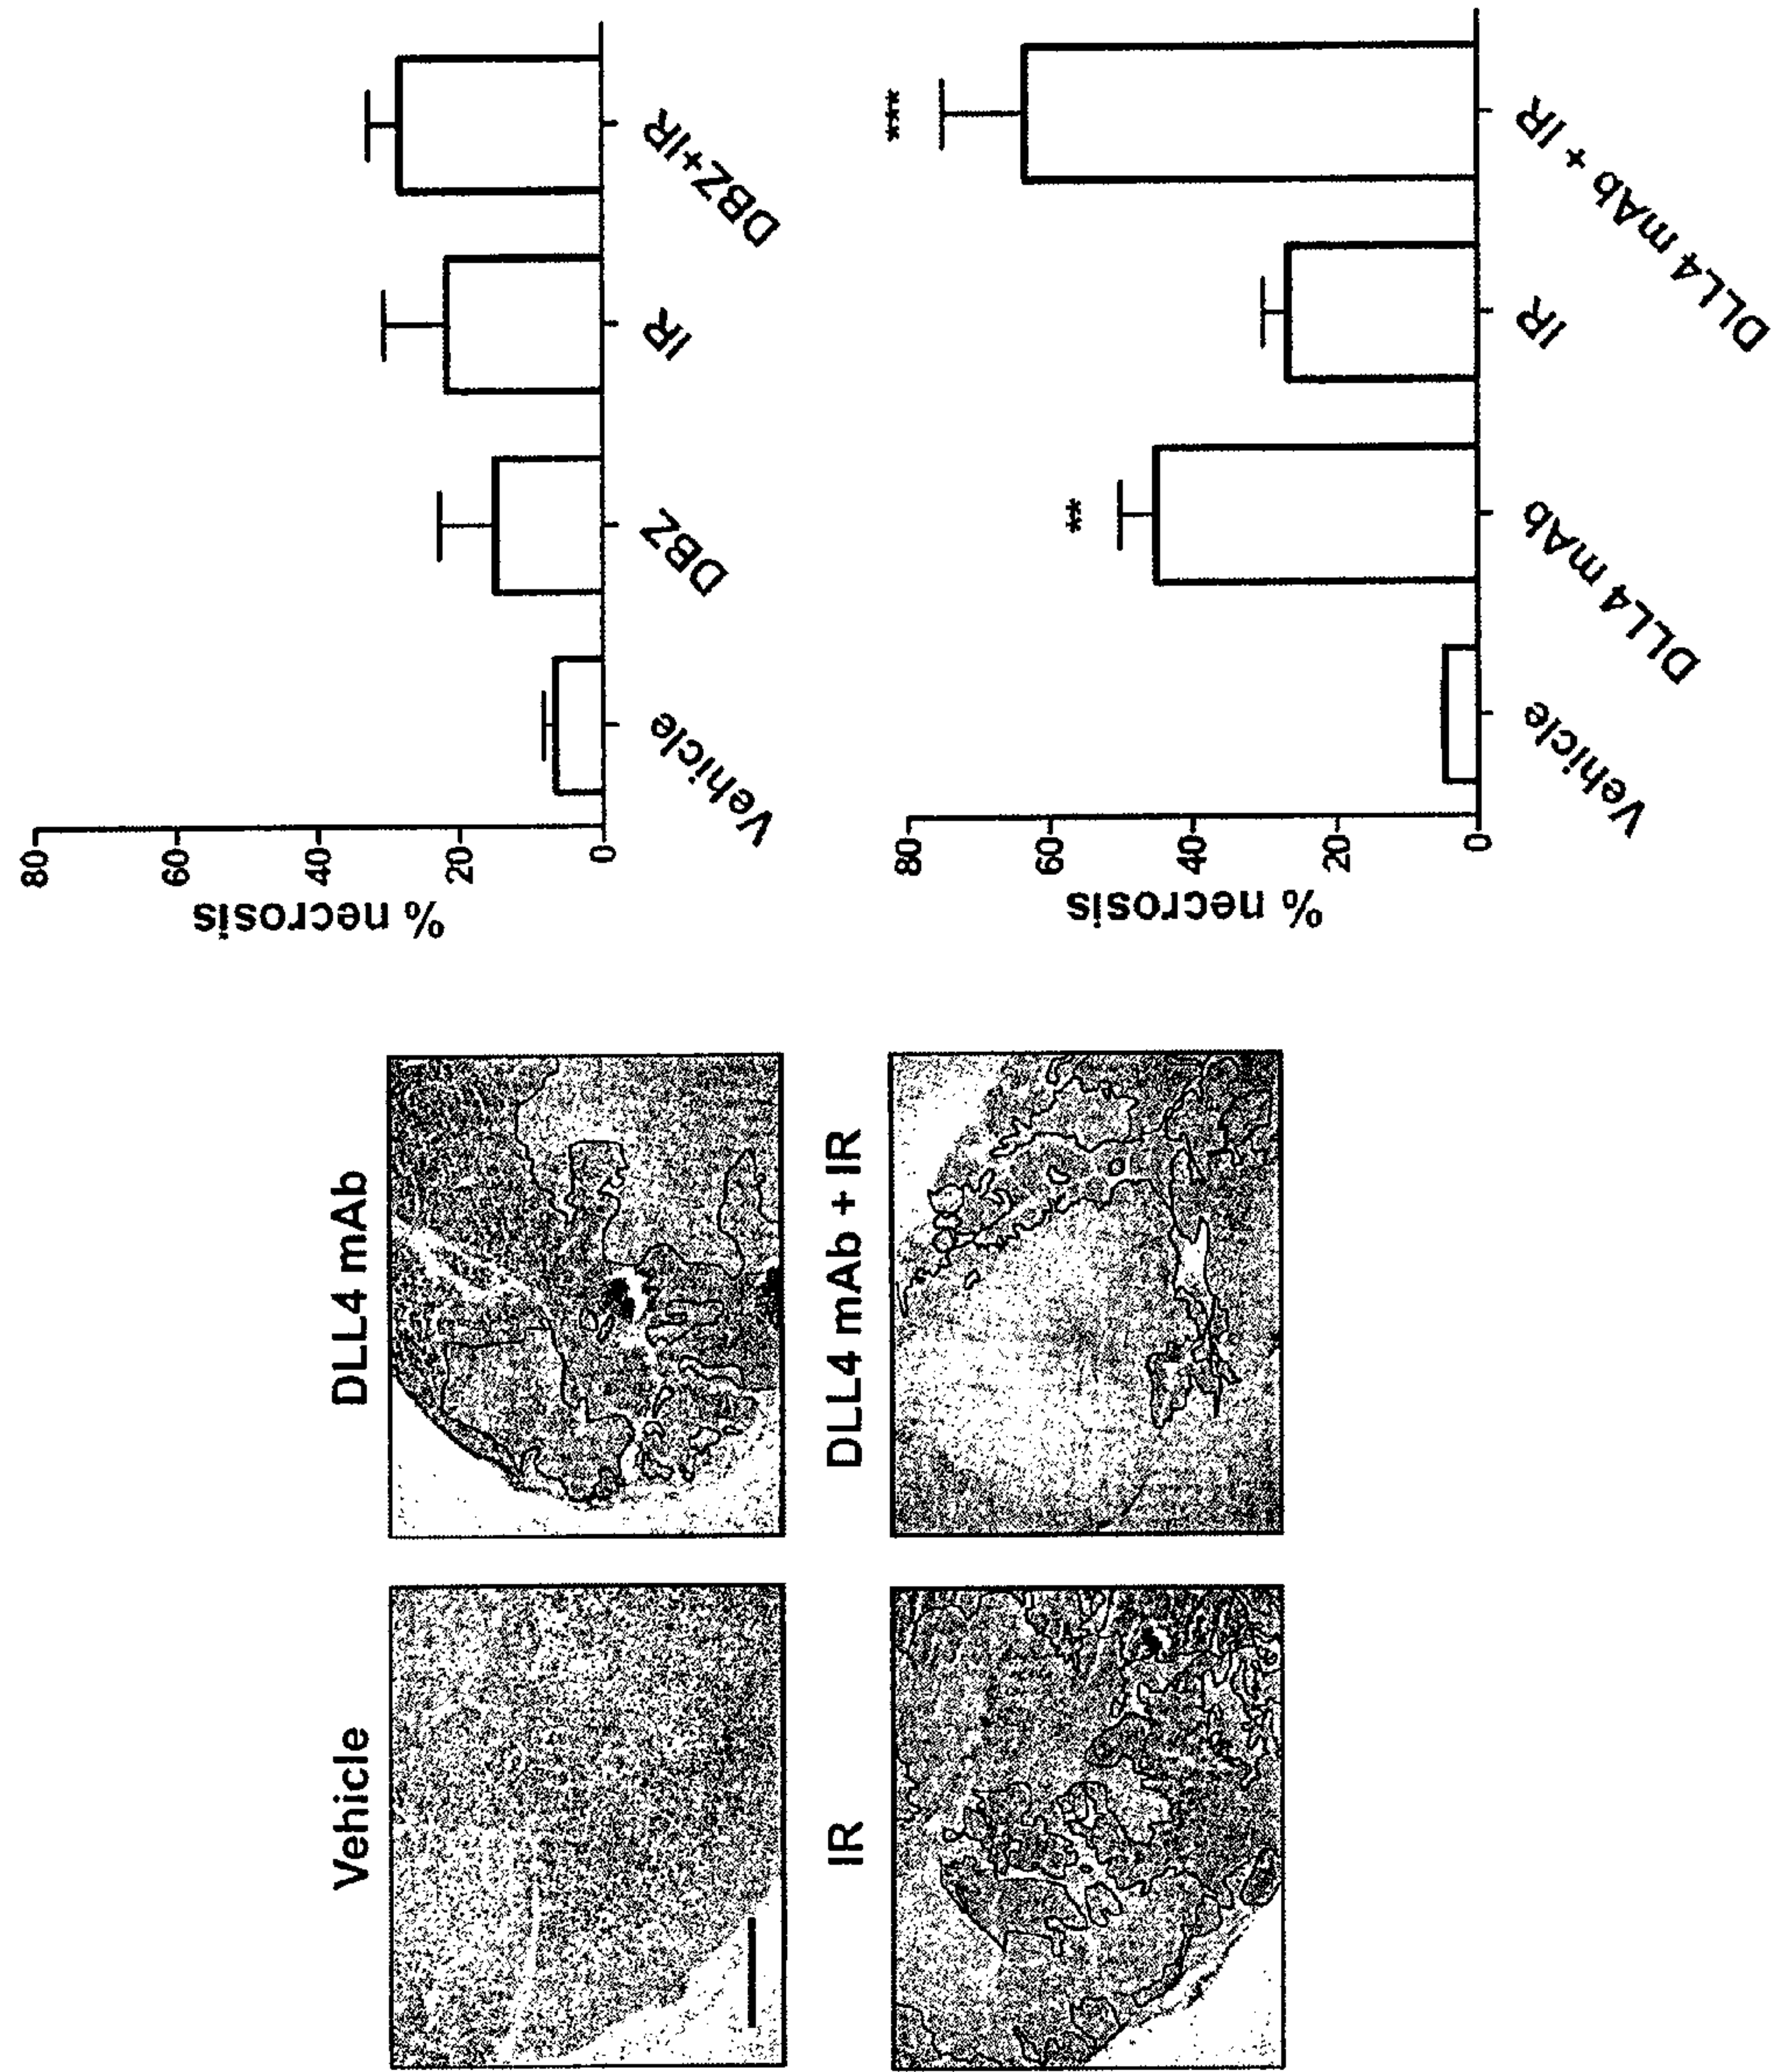 Vehicle
DLL4 mAb
IR
DLL4 mAb + IR
% necrosis
80
60
40
20
0
Vehicle
DBZ
IR
DBZ+IR
% necrosis
80
60
40
20
0
**
***
Vehicle
DLL4 mAb
IR
DLL4 mAb + IR